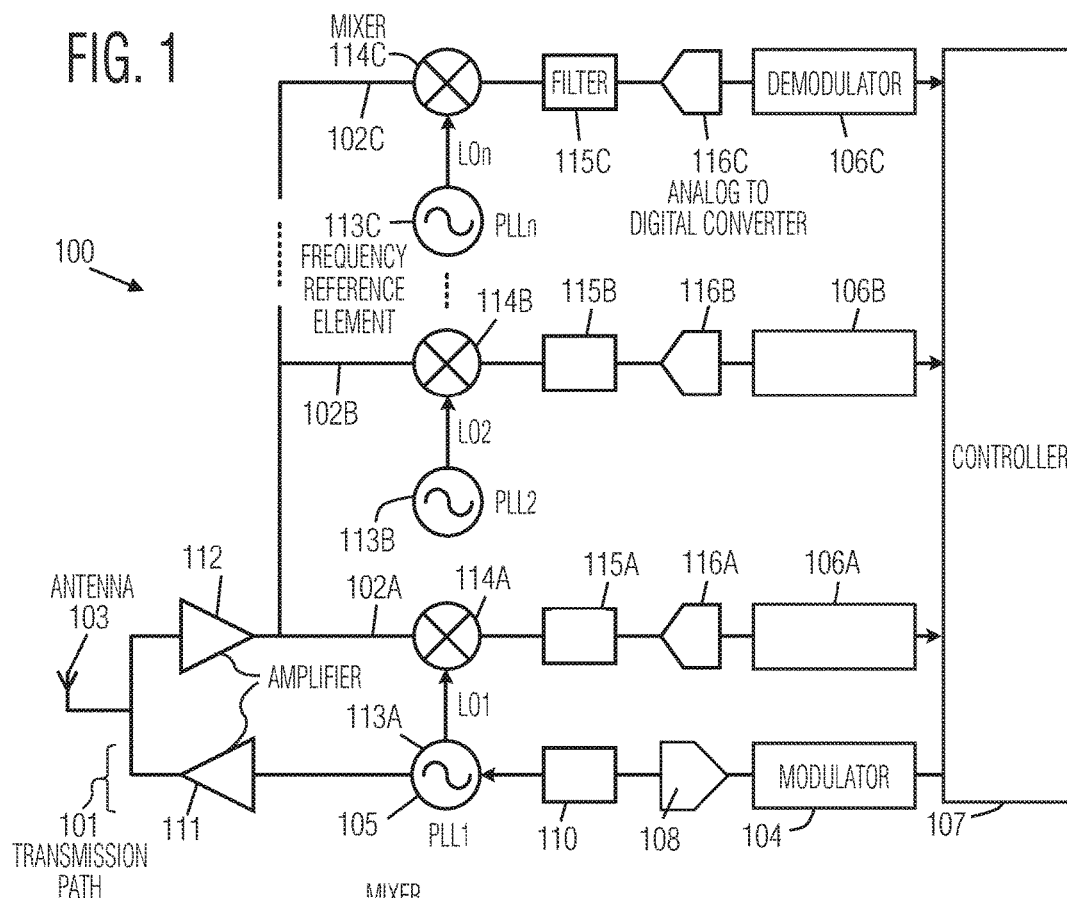 FIG. 1
MIXER
114C
102C
FILTER
115C
116C
ANALOG TO
DIGITAL CONVERTER
DEMODULATOR
106C
LOn
PLLn
113C
FREQUENCY
REFERENCE
ELEMENT
100
114B
115B
116B
106B
102B
LO2
PLL2
113B
CONTROLLER
112
ANTENNA
103
102A
114A
115A
116A
106A
AMPLIFIER
LO1
113A
MODULATOR
101
TRANSMISSION
PATH
111
105
PLL1
110
108
104
107
MIXER